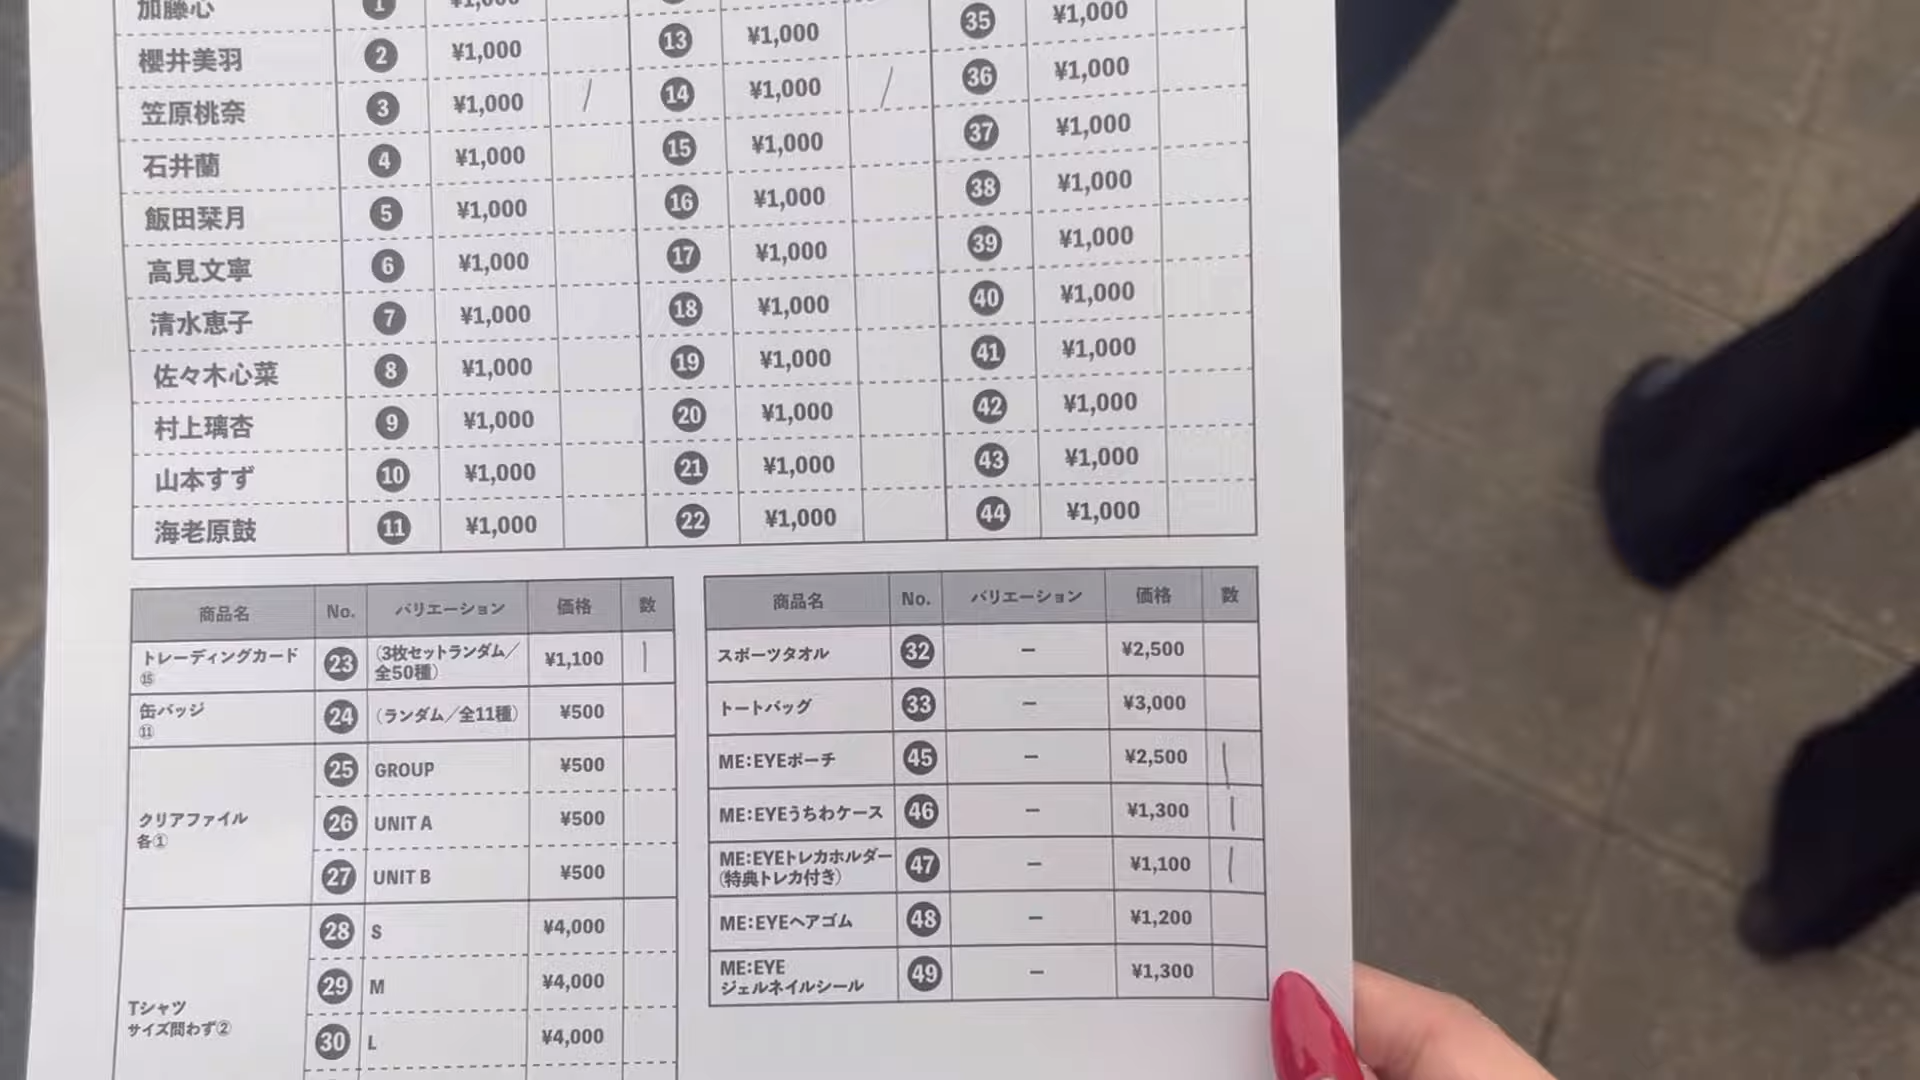 加藤心 1 ¥1,000 35 ¥1,000
櫻井美羽 2 ¥1,000 13 ¥1,000 36 ¥1,000
笠原桃奈 3 ¥1,000 / 14 ¥1,000 / 37 ¥1,000
石井蘭 4 ¥1,000 15 ¥1,000 38 ¥1,000
飯田栞月 5 ¥1,000 16 ¥1,000 39 ¥1,000
高見文寧 6 ¥1,000 17 ¥1,000 40 ¥1,000
清水恵子 7 ¥1,000 18 ¥1,000 41 ¥1,000
佐々木心菜 8 ¥1,000 19 ¥1,000 42 ¥1,000
村上璃杏 9 ¥1,000 20 ¥1,000 43 ¥1,000
山本すず 10 ¥1,000 21 ¥1,000 44 ¥1,000
海老原鼓 11 ¥1,000 22 ¥1,000
商品名 No. バリエーション 価格 数
トレーディングカード
⑮
23 (3枚セットランダム／
全50種) ¥1,100 |
缶バッジ
⑪
24 (ランダム／全11種) ¥500
クリアファイル
各①
25 GROUP ¥500
26 UNIT A ¥500
27 UNIT B ¥500
Tシャツ
サイズ問わず②
28 S ¥4,000
29 M ¥4,000
30 L ¥4,000
商品名 No. バリエーション 価格 数
スポーツタオル 32 − ¥2,500
トートバッグ 33 − ¥3,000
ME:EYEポーチ 45 − ¥2,500 |
ME:EYEうちわケース 46 − ¥1,300 |
ME:EYEトレカホルダー
(特典トレカ付き) 47 − ¥1,100 |
ME:EYEヘアゴム 48 − ¥1,200
ME:EYE
ジェルネイルシール 49 − ¥1,300